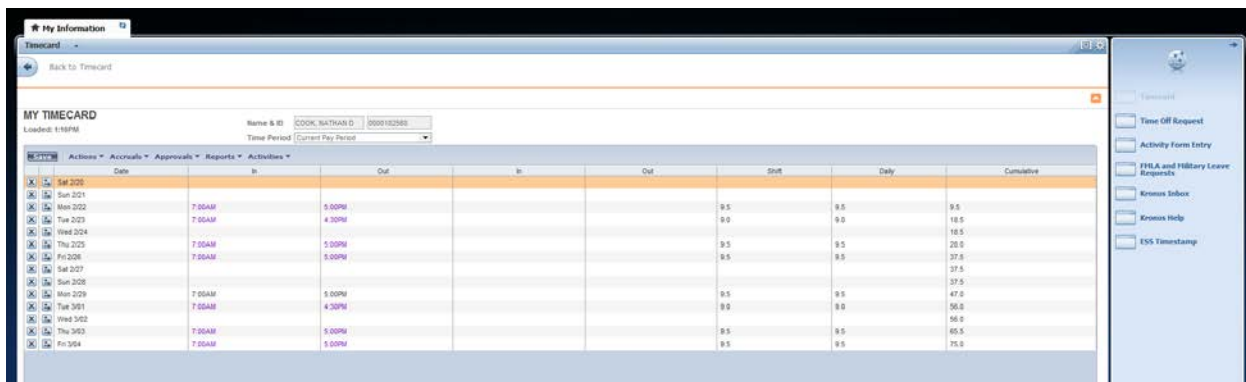 My Information
Timecard
Back to Timecard
MY TIMECARD
Loaded: 1:16PM
Name & ID COOK, NATHAN D
Time Period Current Pay Period
Save Actions Accruals Approvals Reports Activities
Date In Out In Out Shift Daily Cumulative
Sat 2/20
Sun 2/21
Mon 2/22 7:00AM 5:00PM 9.5 9.5 9.5
Tue 2/23 7:00AM 4:30PM 9.0 9.0 18.5
Wed 2/24 18.5
Thu 2/25 7:00AM 5:00PM 9.5 9.5 28.0
Fri 2/26 7:00AM 5:00PM 9.5 9.5 37.5
Sat 2/27 37.5
Sun 2/28 37.5
Mon 2/29 7:00AM 5:00PM 9.5 9.5 47.0
Tue 3/01 7:00AM 4:30PM 9.0 9.0 56.0
Wed 3/02 56.0
Thu 3/03 7:00AM 5:00PM 9.5 9.5 65.5
Fri 3/04 7:00AM 5:00PM 9.5 9.5 75.0
Timecard
Time Off Request
Activity Form Entry
FMLA and Military Leave
Requests
Kronos Inbox
Kronos Help
ESS Timestamp